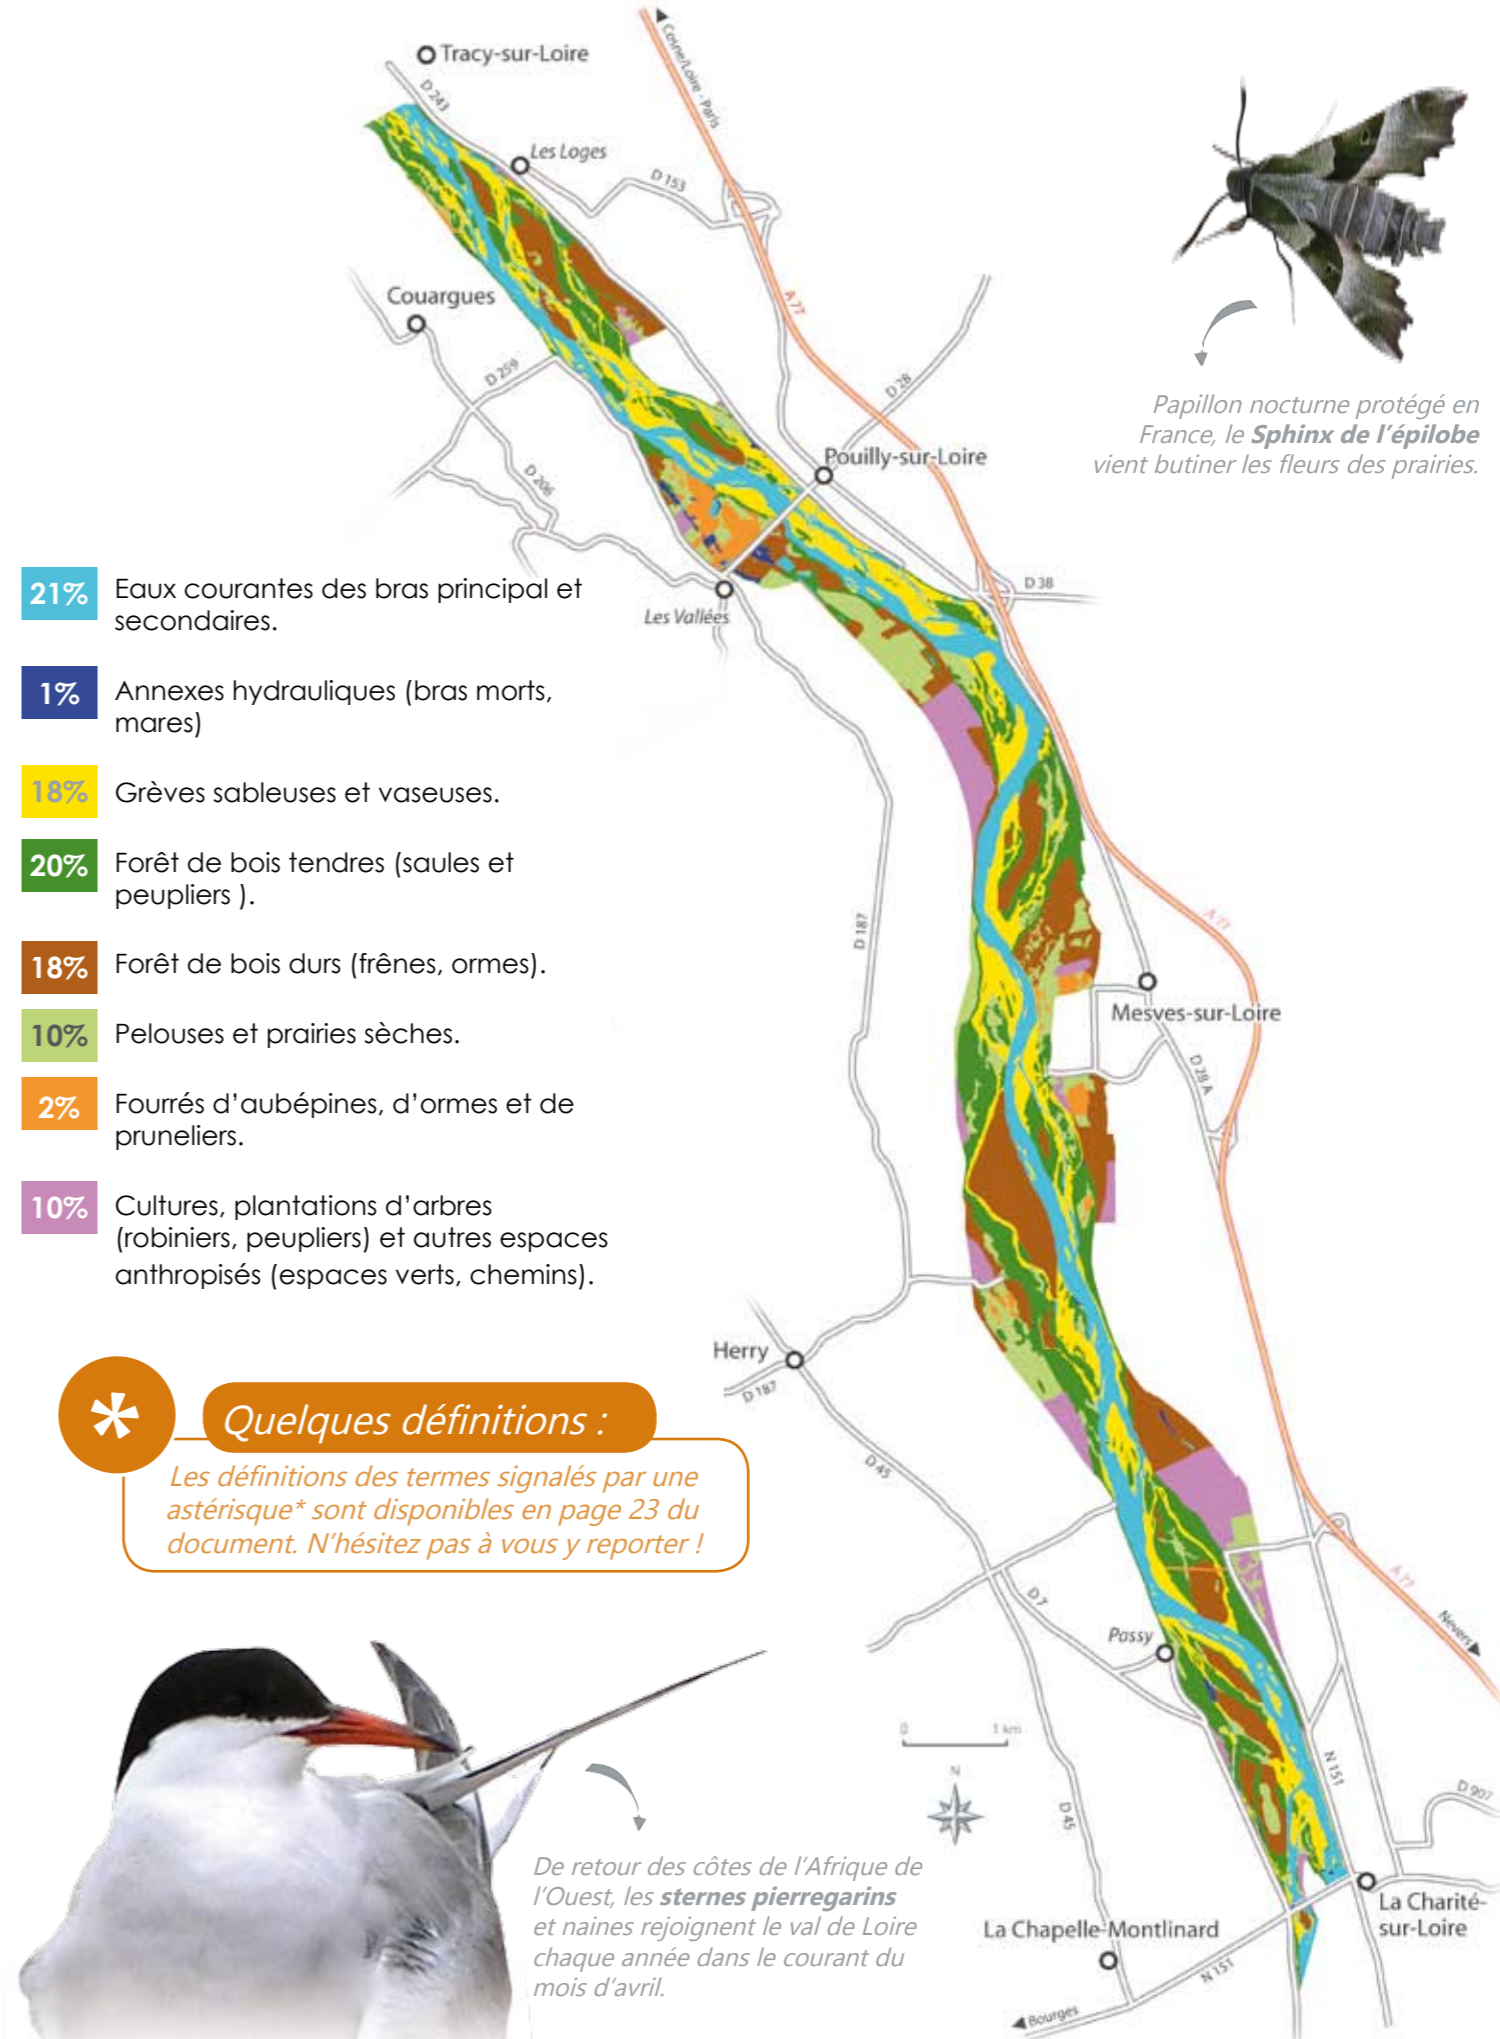 Tracy-sur-Loire
Cosne/Loire - Paris
D 243
Les Loges
D 153
Couargues
A 77
D 259
D 28
Papillon nocturne protégé en
France, le Sphinx de l'épilobe
vient butiner les fleurs des prairies.
Pouilly-sur-Loire
D 206
D 38
Les Vallées
21% Eaux courantes des bras principal et
secondaires.
1% Annexes hydrauliques (bras morts,
mares)
18% Grèves sableuses et vaseuses.
20% Forêt de bois tendres (saules et
peupliers ).
18% Forêt de bois durs (frênes, ormes).
10% Pelouses et prairies sèches.
2% Fourrés d'aubépines, d'ormes et de
pruneliers.
10% Cultures, plantations d'arbres
(robiniers, peupliers) et autres espaces
anthropisés (espaces verts, chemins).
D 187
A 77
Mesves-sur-Loire
D 28 A
Herry
D 187
D 45
* Quelques définitions :
Les définitions des termes signalés par une
astérisque* sont disponibles en page 23 du
document. N'hésitez pas à vous y reporter !
A 77
Nevers
D 7
Passy
0 1 km
N
N 151
D 907
D 45
De retour des côtes de l'Afrique de
l'Ouest, les sternes pierregarins
et naines rejoignent le val de Loire
chaque année dans le courant du
mois d'avril.
La Charité-
sur-Loire
La Chapelle-Montlinard
N 151
Bourges